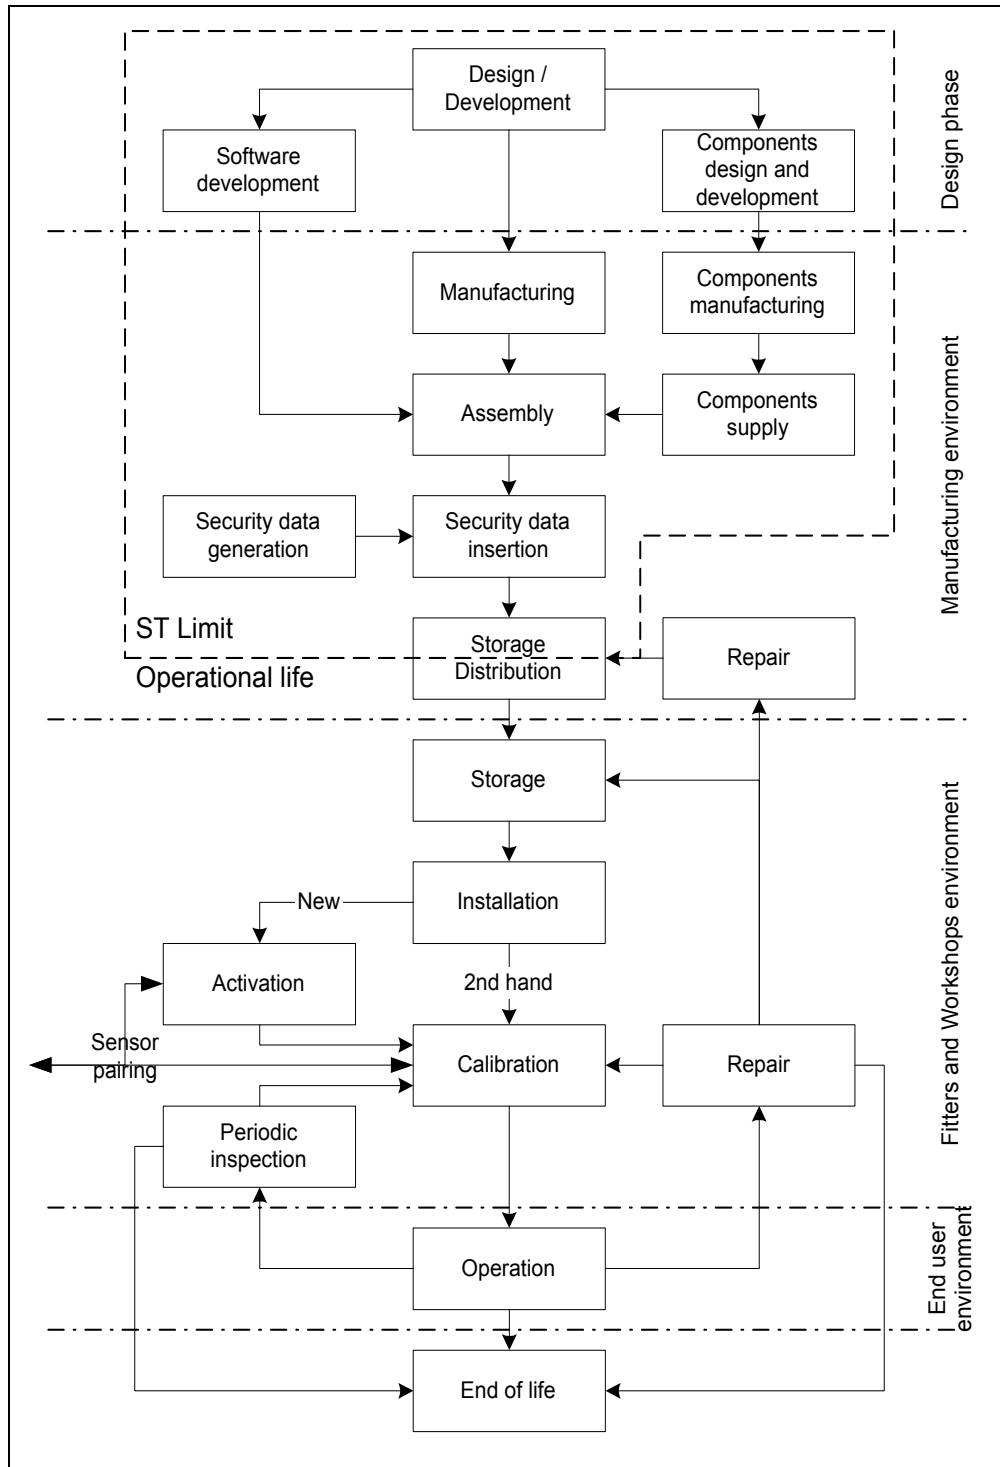 Design /
Development
Software
development
Components
design and
development
Design phase
Manufacturing
Components
manufacturing
Assembly
Components
supply
Security data
generation
Security data
insertion
Manufacturing environment
ST Limit
Operational life
Storage
Distribution
Repair
Storage
Installation
New
Activation
2nd hand
Sensor
pairing
Calibration
Repair
Periodic
inspection
Fitters and Workshops environment
Operation
End user
environment
End of life